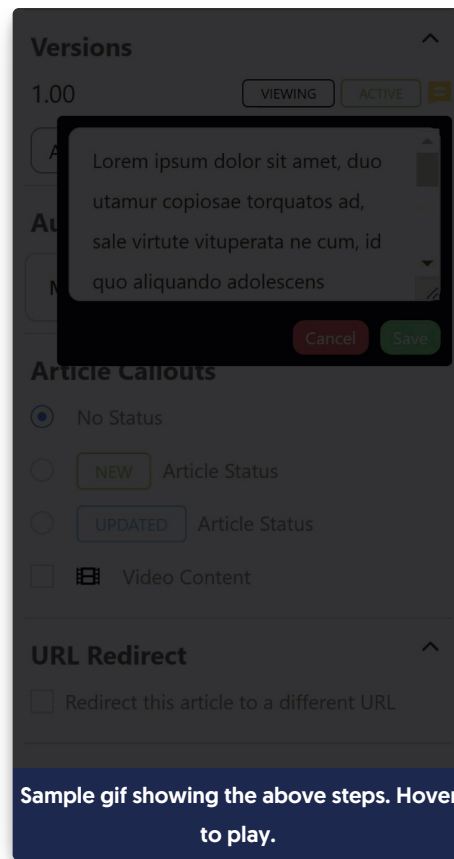 Versions
1.00 VIEWING ACTIVE
Lorem ipsum dolor sit amet, duo
utamur copiosae torquatos ad,
sale virtute vituperata ne cum, id
quo aliquando adolescens
Cancel Save
Article Callouts
No Status
NEW Article Status
UPDATED Article Status
Video Content
URL Redirect
Redirect this article to a different URL
Sample gif showing the above steps. Hover
to play.